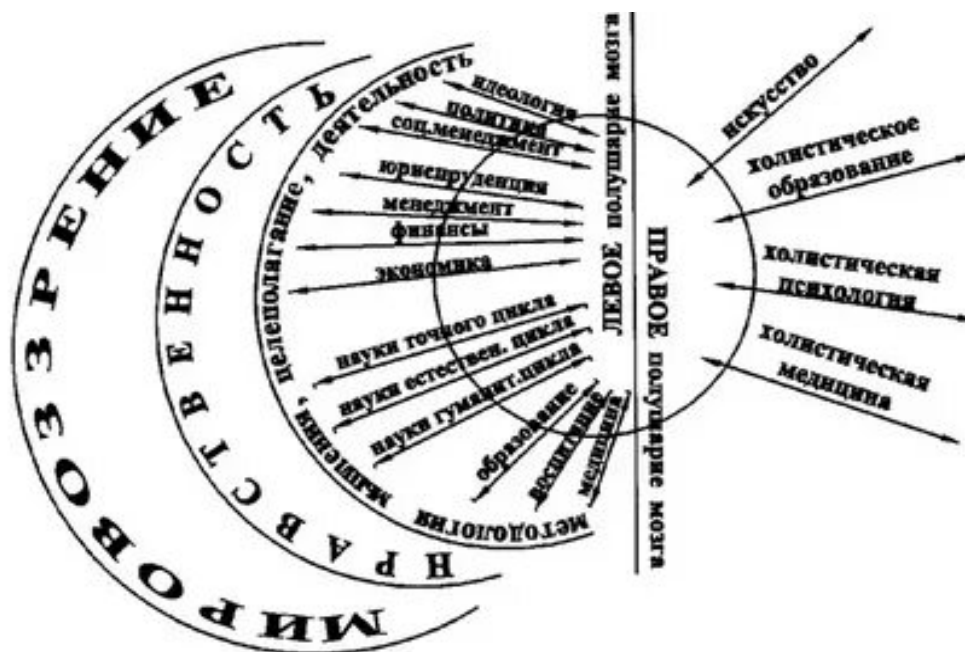 МИРОВОЗЗРЕНИЕ
НРАВСТВЕННОСТЬ
методология мышления, целеполагание, деятельность
идеология
политика
соц.менеджмент
юриспруденция
менеджмент
финансы
экономика
науки точного цикла
науки естествен. цикла
науки гуманит.цикла
образование
воспитание
медицина
ЛЕВОЕ полушарие мозга
ПРАВОЕ полушарие мозга
искусство
холистическое
образование
холистическая
психология
холистическая
медицина